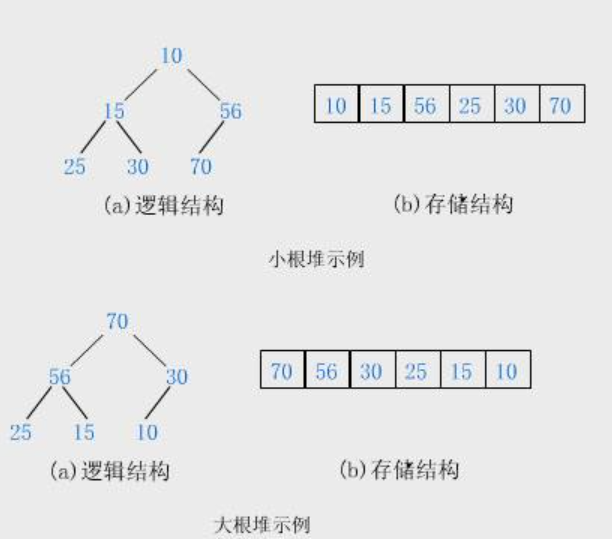 10
15 56
25 30 70
10 15 56 25 30 70
(a)逻辑结构
(b)存储结构
小根堆示例
70
56 30
25 15 10
70 56 30 25 15 10
(a)逻辑结构
(b)存储结构
大根堆示例